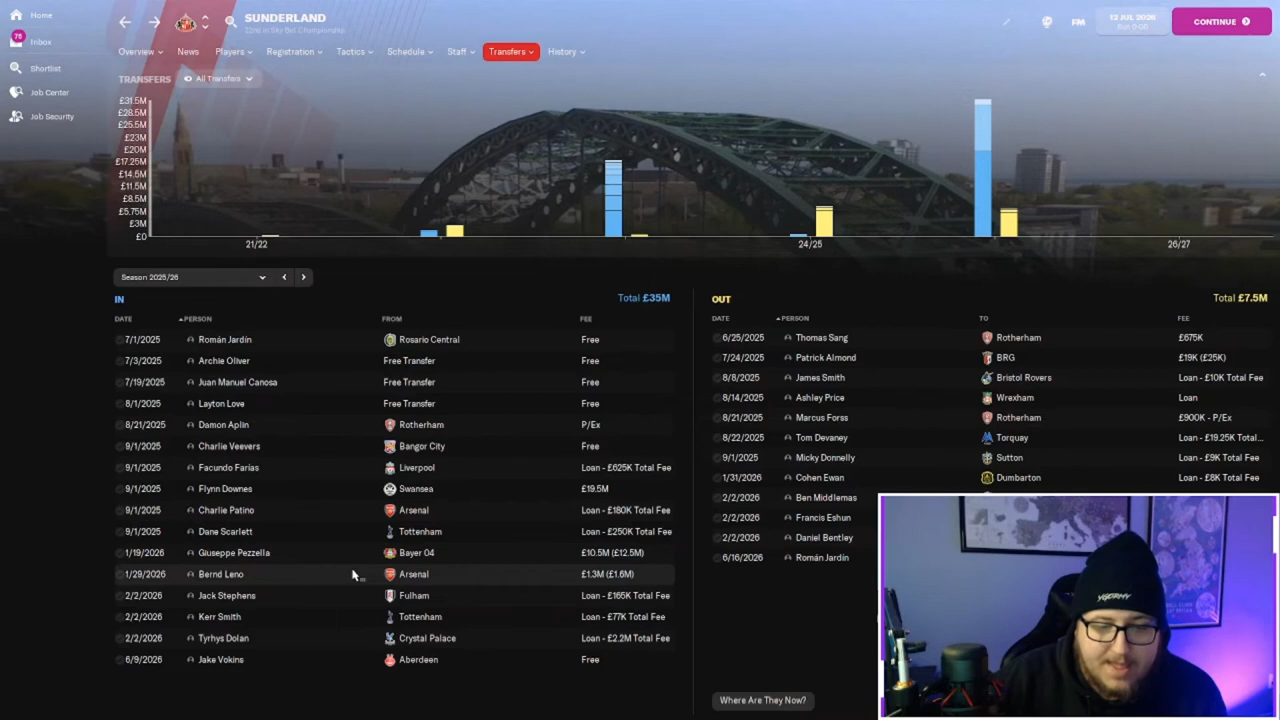 Home
76
Inbox
Shortlist
Job Center
Job Security
SUNDERLAND
22nd in Sky Bet Championship
FM
12 JUL 2026
CONTINUE
Overview
News
Players
Registration
Tactics
Schedule
Staff
Transfers
History
TRANSFERS
All Transfers
£31.5M
£28.5M
£25.5M
£23M
£20M
£17.25M
£14.5M
£11.5M
£8.5M
£5.75M
£3M
£0
21/22
24/25
26/27
Season 2025/26
IN
Total £35M
DATE PERSON FROM FEE
7/1/2025 Román Jardín Rosario Central Free
7/3/2025 Archie Oliver Free Transfer Free
7/19/2025 Juan Manuel Canosa Free Transfer Free
8/1/2025 Layton Love Free Transfer Free
8/21/2025 Damon Aplin Rotherham P/Ex
9/1/2025 Charlie Veevers Bangor City Free
9/1/2025 Facundo Farías Liverpool Loan - £625K Total Fee
9/1/2025 Flynn Downes Swansea £19.5M
9/1/2025 Charlie Patino Arsenal Loan - £180K Total Fee
9/1/2025 Dane Scarlett Tottenham Loan - £250K Total Fee
1/19/2026 Giuseppe Pezzella Bayer 04 £10.5M (£12.5M)
1/29/2026 Bernd Leno Arsenal £1.3M (£1.6M)
2/2/2026 Jack Stephens Fulham Loan - £165K Total Fee
2/2/2026 Kerr Smith Tottenham Loan - £77K Total Fee
2/2/2026 Tyrhys Dolan Crystal Palace Loan - £2.2M Total Fee
6/9/2026 Jake Vokins Aberdeen Free
OUT
Total £7.5M
DATE PERSON TO FEE
6/25/2025 Thomas Sang Rotherham £675K
7/24/2025 Patrick Almond BRG £19K (£25K)
8/8/2025 James Smith Bristol Rovers Loan - £10K Total Fee
8/14/2025 Ashley Price Wrexham Loan
8/21/2025 Marcus Forss Rotherham £900K - P/Ex
8/22/2025 Tom Devaney Torquay Loan - £19.25K Total...
9/1/2025 Micky Donnelly Sutton Loan - £9K Total Fee
1/31/2026 Cohen Ewan Dumbarton Loan - £8K Total Fee
2/2/2026 Ben Middlemas
2/2/2026 Francis Eshun
2/2/2026 Daniel Bentley
6/16/2026 Román Jardín
Where Are They Now?